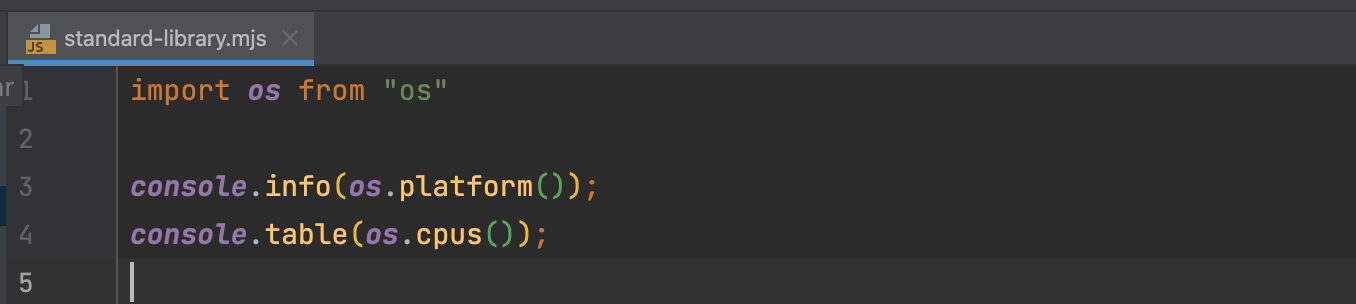 JS standard-library.mjs
ar
1 import os from "os"
2
3 console.info(os.platform());
4 console.table(os.cpus());
5